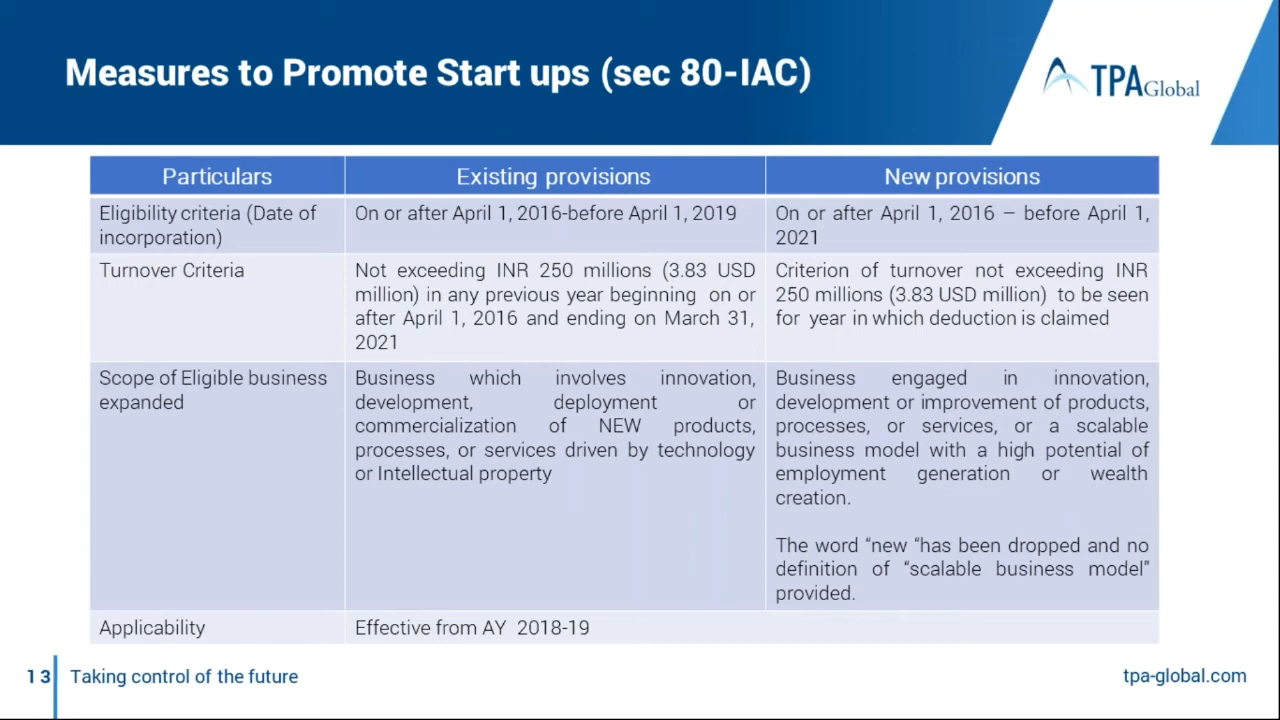 Measures to Promote Start ups (sec 80-IAC)
TPA Global
Particulars
Existing provisions
New provisions
Eligibility criteria (Date of
incorporation)
On or after April 1, 2016-before April 1, 2019
On or after April 1, 2016 – before April 1,
2021
Turnover Criteria
Not exceeding INR 250 millions (3.83 USD
million) in any previous year beginning on or
after April 1, 2016 and ending on March 31,
2021
Criterion of turnover not exceeding INR
250 millions (3.83 USD million) to be seen
for year in which deduction is claimed
Scope of Eligible business
expanded
Business which involves innovation,
development, deployment or
commercialization of NEW products,
processes, or services driven by technology
or Intellectual property
Business engaged in innovation,
development or improvement of products,
processes, or services, or a scalable
business model with a high potential of
employment generation or wealth
creation.
The word “new “has been dropped and no
definition of “scalable business model”
provided.
Applicability
Effective from AY 2018-19
13
Taking control of the future
tpa-global.com